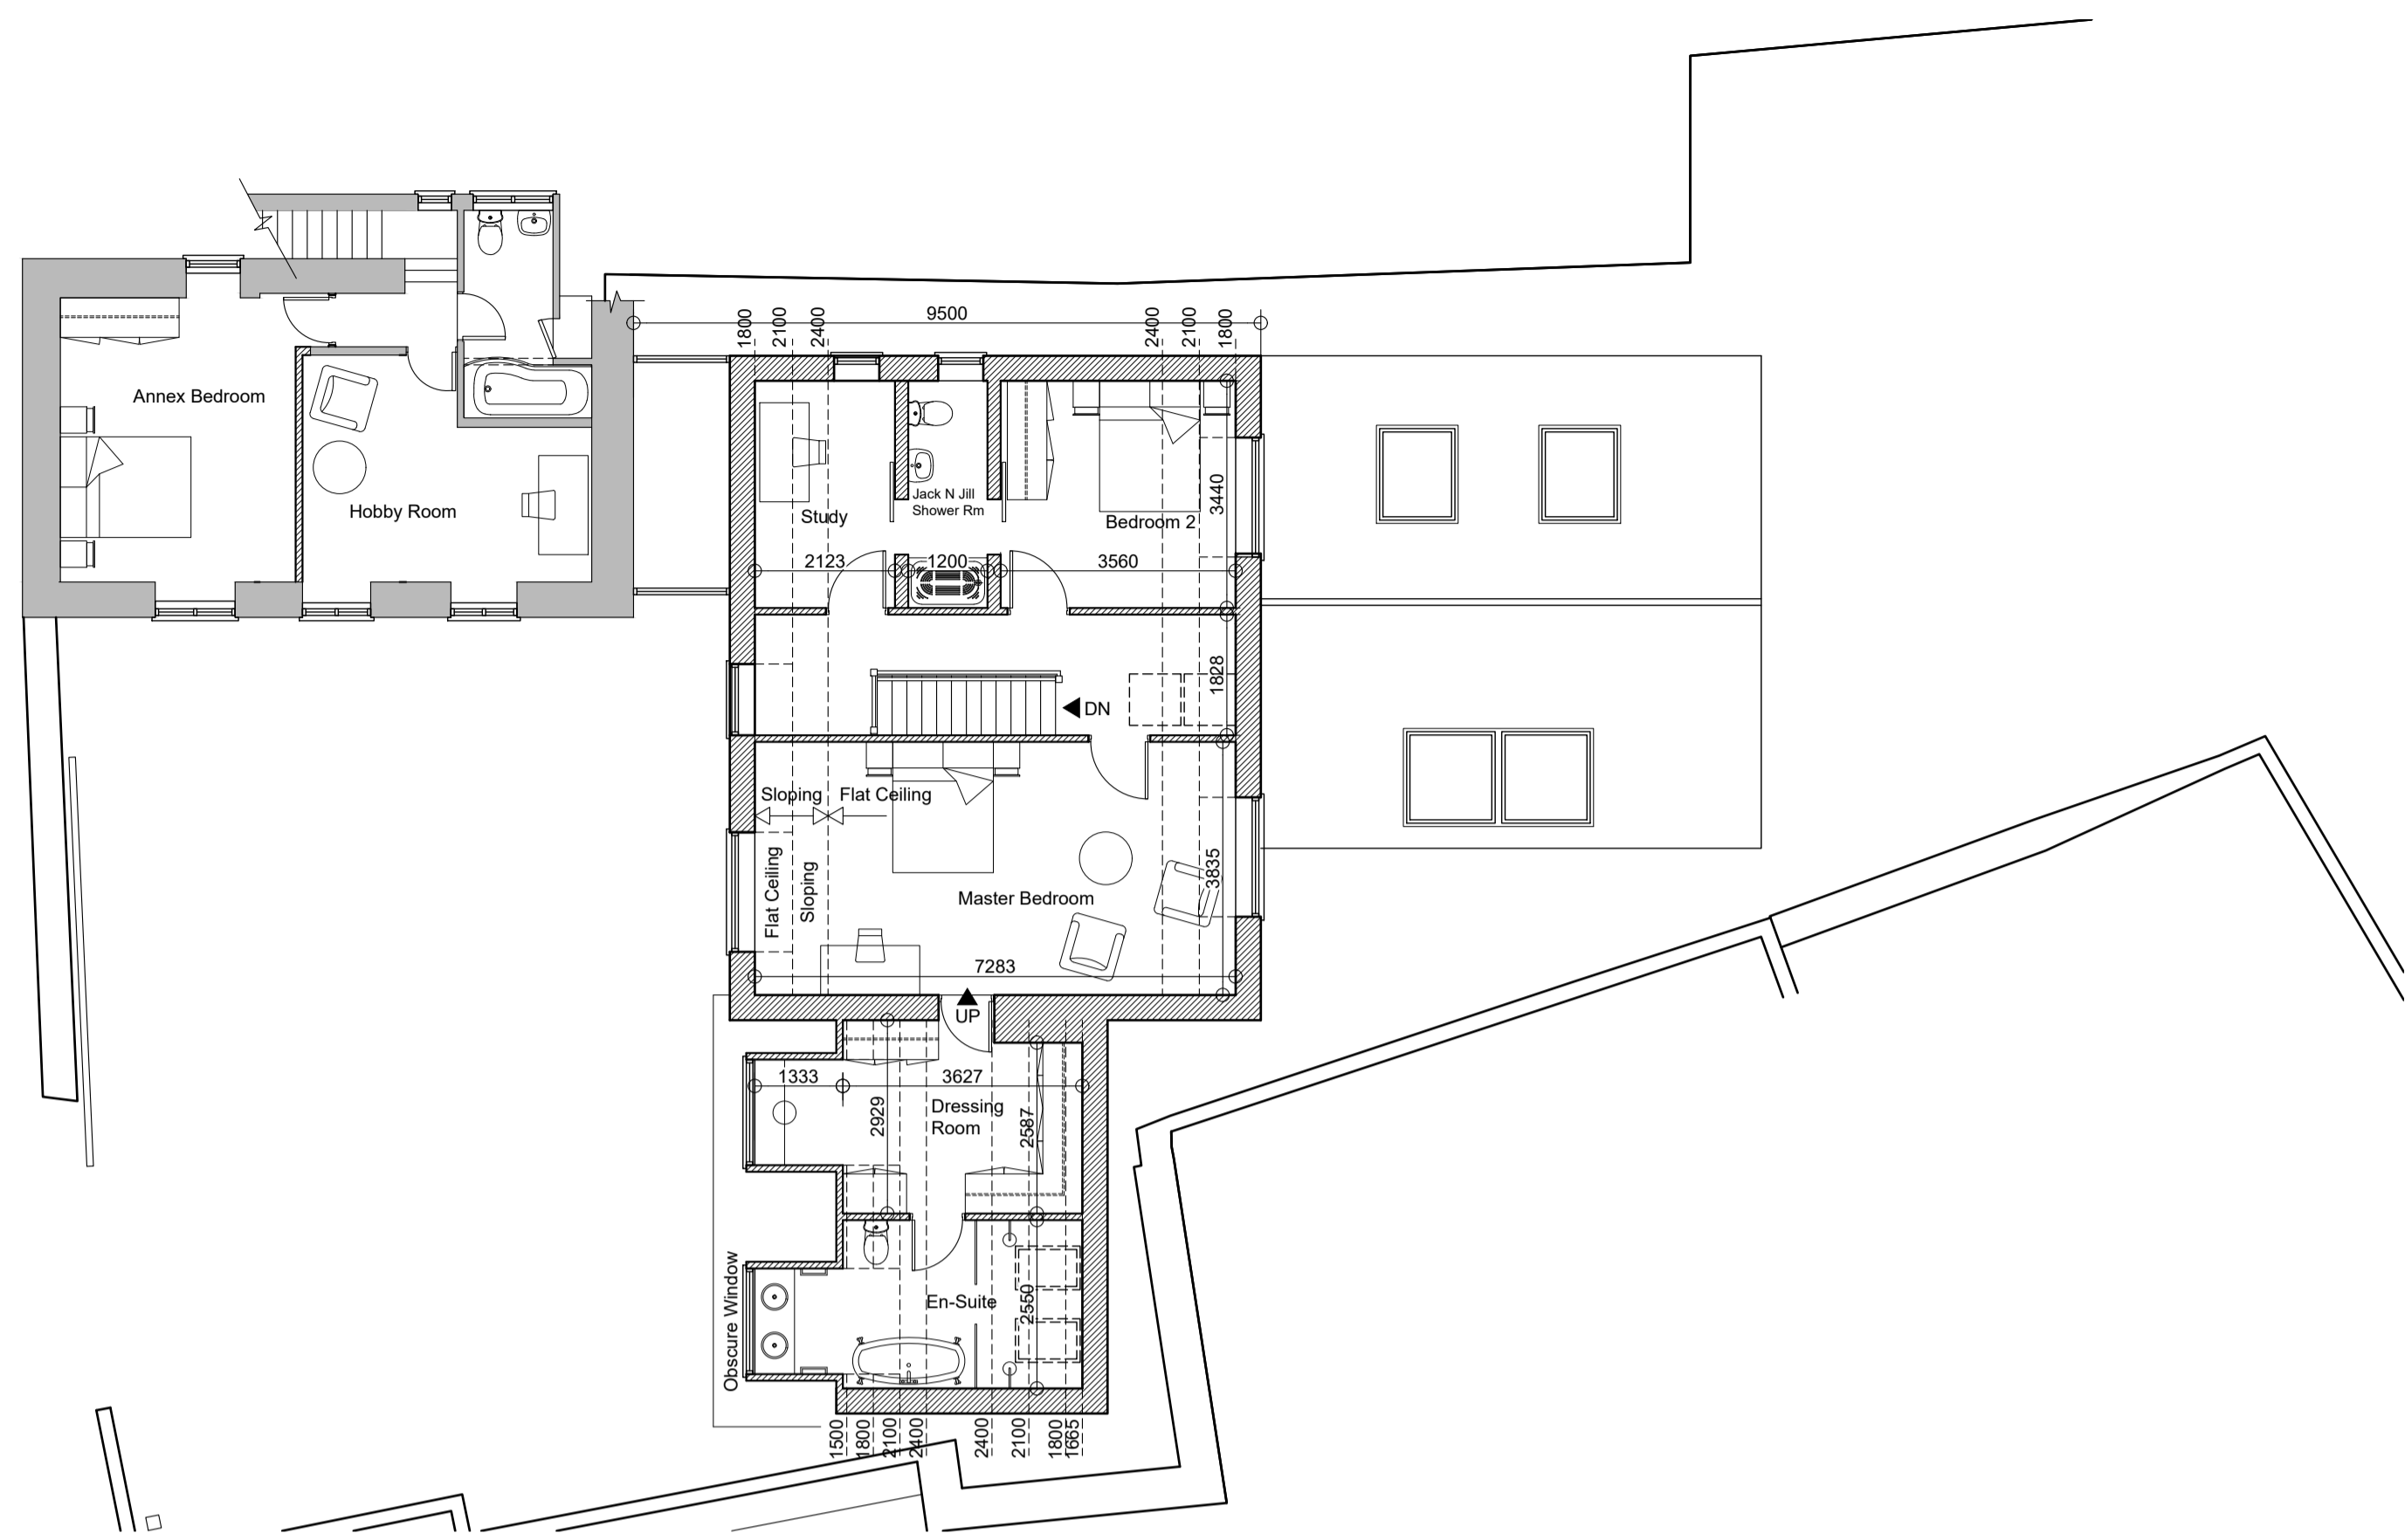 9500
1800
2100
2400
2400
2100
1800
Annex Bedroom
Hobby Room
Study
Jack N Jill
Shower Rm
Bedroom 2
3440
2123
1200
3560
1828
DN
Sloping
Flat Ceiling
Flat Ceiling
Sloping
Master Bedroom
3835
7283
UP
1333
3627
2929
Dressing
Room
2587
Obscure Window
En-Suite
2550
1500
1800
2100
2400
2400
2100
1800
1665